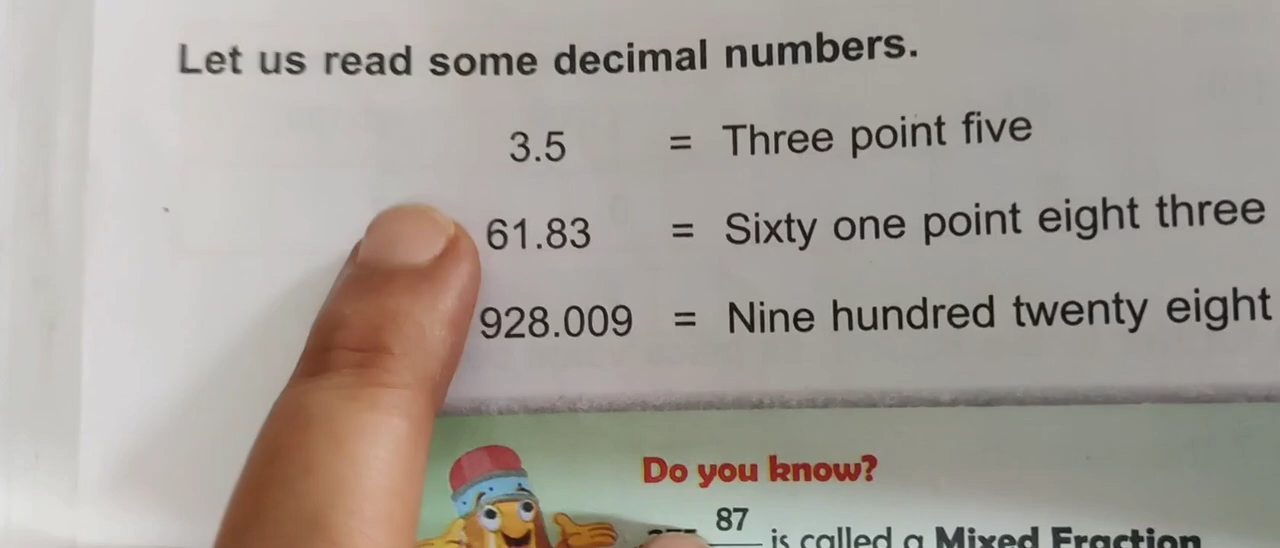 Let us read some decimal numbers.
3.5 = Three point five
61.83 = Sixty one point eight three
928.009 = Nine hundred twenty eight
Do you know?
87
is called a Mixed Fraction